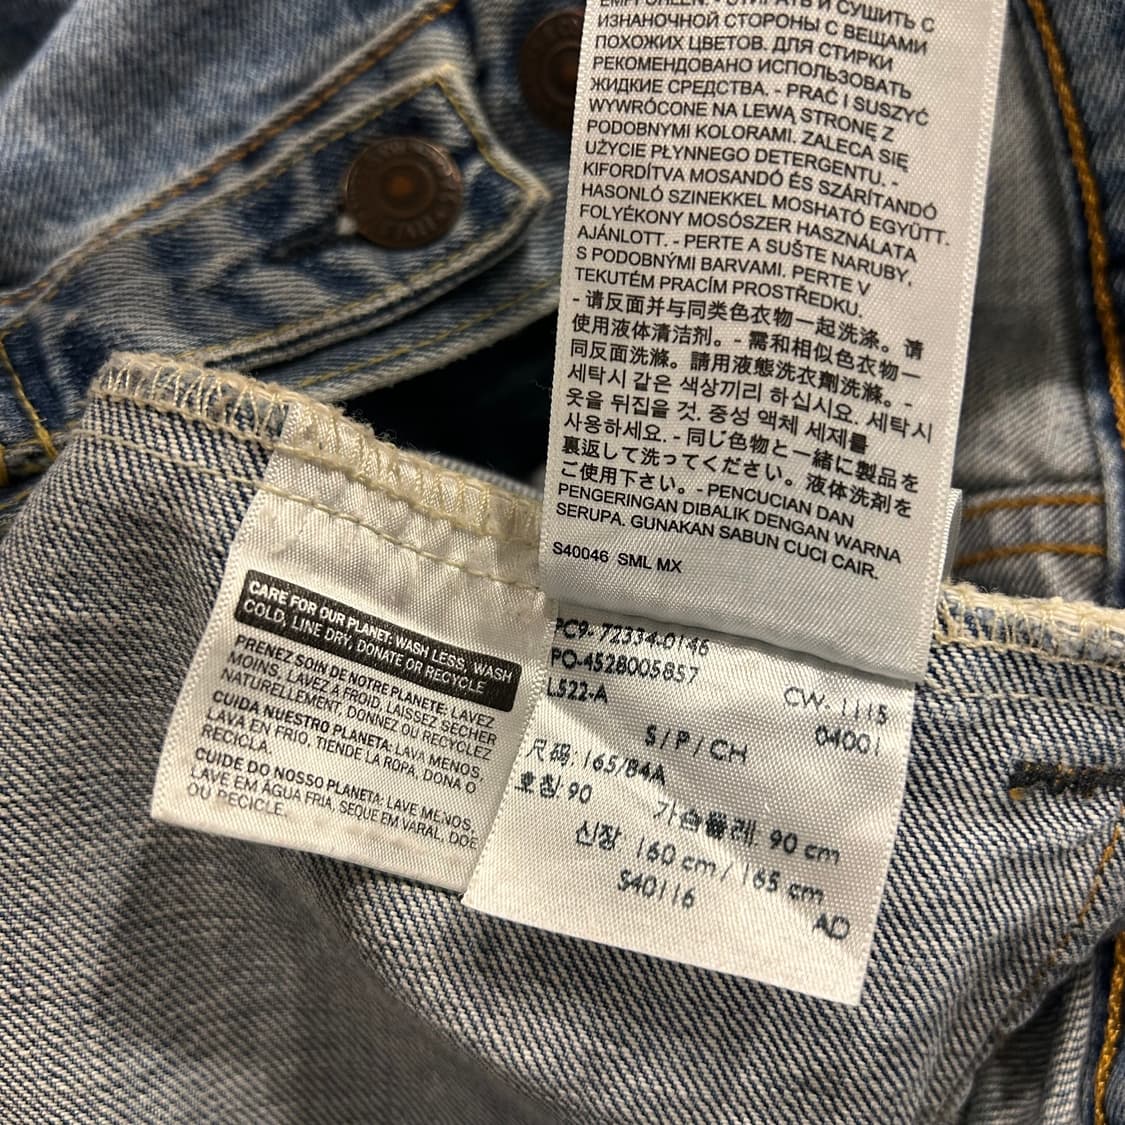 ИЗНАНОЧНОЙ СТОРОНЫ С ВЕЩАМИ
ПОХОЖИХ ЦВЕТОВ. ДЛЯ СТИРКИ
РЕКОМЕНДОВАНО ИСПОЛЬЗОВАТЬ
ЖИДКИЕ СРЕДСТВА. - PRAĆ I SUSZYĆ
WYWRÓCONE NA LEWĄ STRONĘ Z
PODOBNYMI KOLORAMI. ZALECA SIĘ
UŻYCIE PŁYNNEGO DETERGENTU. -
KIFORDÍTVA MOSANDÓ ÉS SZÁRÍTANDÓ
HASONLÓ SZINEKKEL MOSHATÓ EGYÜTT.
FOLYÉKONY MOSÓSZER HASZNÁLATA
AJÁNLOTT. - PERTE A SUŠTE NARUBY,
S PODOBNÝMI BARVAMI. PERTE V
TEKUTÉM PRACÍM PROSTŘEDKU.
- 请反面并与同类色衣物一起洗涤。请
使用液体清洁剂。- 需和相似色衣物一
同反面洗滌。請用液態洗衣劑洗滌。-
세탁시 같은 색상끼리 하십시오. 세탁시
옷을 뒤집을 것. 중성 액체 세제를
사용하세요. - 同じ色物と一緒に製品を
裏返して洗ってください。液体洗剤を
ご使用下さい。- PENCUCIAN DAN
PENGERINGAN DIBALIK DENGAN WARNA
SERUPA. GUNAKAN SABUN CUCI CAIR.
S40046 SML MX
CARE FOR OUR PLANET: WASH LESS, WASH
COLD, LINE DRY, DONATE OR RECYCLE
PRENEZ SOIN DE NOTRE PLANETE: LAVEZ
MOINS, LAVEZ A FROID, LAISSEZ SECHER
NATURELLEMENT, DONNEZ OU RECYCLEZ
CUIDA NUESTRO PLANETA: LAVA MENOS,
LAVA EN FRIO, TIENDE LA ROPA, DONA O
RECICLA.
CUIDE DO NOSSO PLANETA: LAVE MENOS,
LAVE EM ÁGUA FRIA, SEQUE EM VARAL, DOE
OU RECICLE.
PC9- 72334-0146
PO-4528005857
L522-A
CW- 1115
04001
S / P / CH
尺码: 165/84A
호칭: 90
가슴둘레: 90 cm
신장: 160 cm / 165 cm
S40116
AD